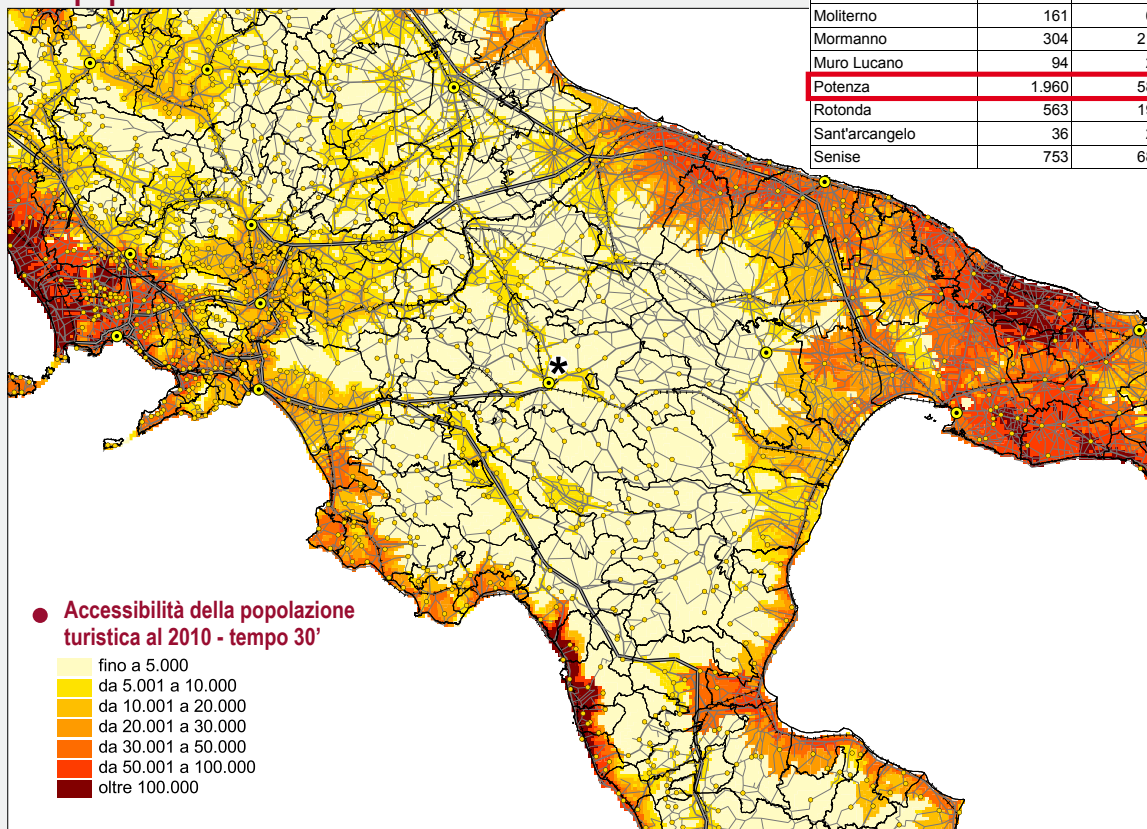 Moliterno 161
Mormanno 304
Muro Lucano 94
Potenza 1.960
Rotonda 563
Sant'arcangelo 36
Senise 753
*
● Accessibilità della popolazione
turistica al 2010 - tempo 30'
fino a 5.000
da 5.001 a 10.000
da 10.001 a 20.000
da 20.001 a 30.000
da 30.001 a 50.000
da 50.001 a 100.000
oltre 100.000